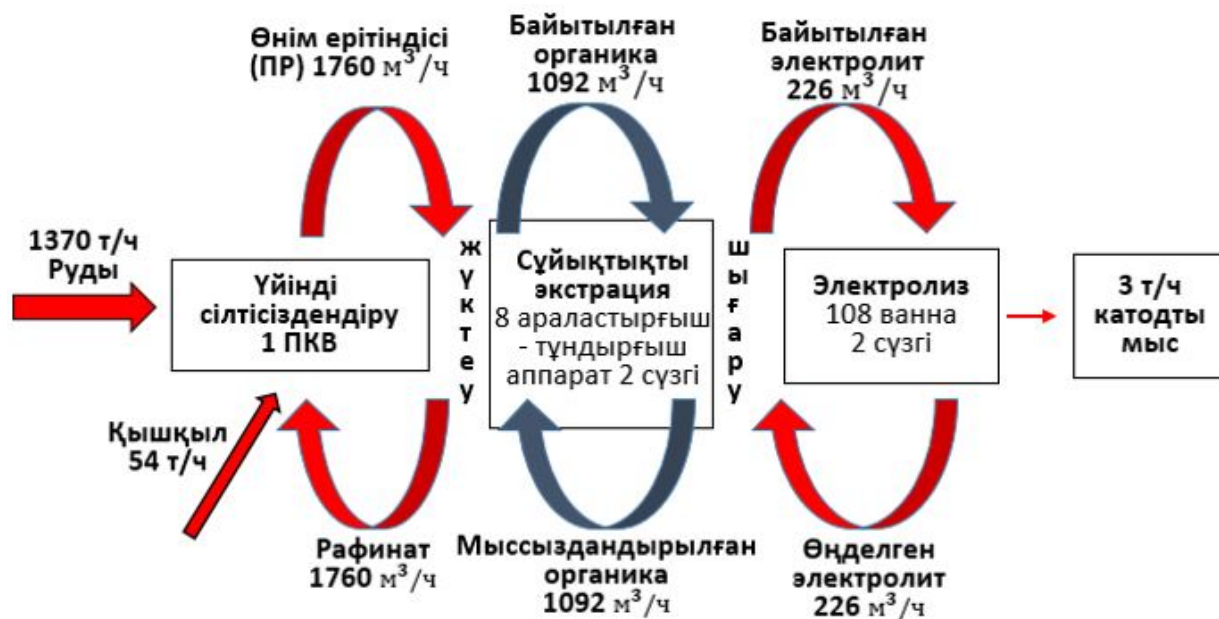 Өнім ерітіндісі
(ПР) 1760 м³/ч
Байытылған
органика
1092 м³/ч
Байытылған
электролит
226 м³/ч
1370 т/ч
Руды
Үйінді
сілтісіздендіру
1 ПКВ
жүктеу
Сұйықтықты
экстрация
8 араластырғыш
- тұндырғыш
аппарат 2 сүзгі
шығару
Электролиз
108 ванна
2 сүзгі
3 т/ч
катодты
мыс
Қышқыл
54 т/ч
Рафинат
1760 м³/ч
Мыссыздандырылған
органика
1092 м³/ч
Өңделген
электролит
226 м³/ч